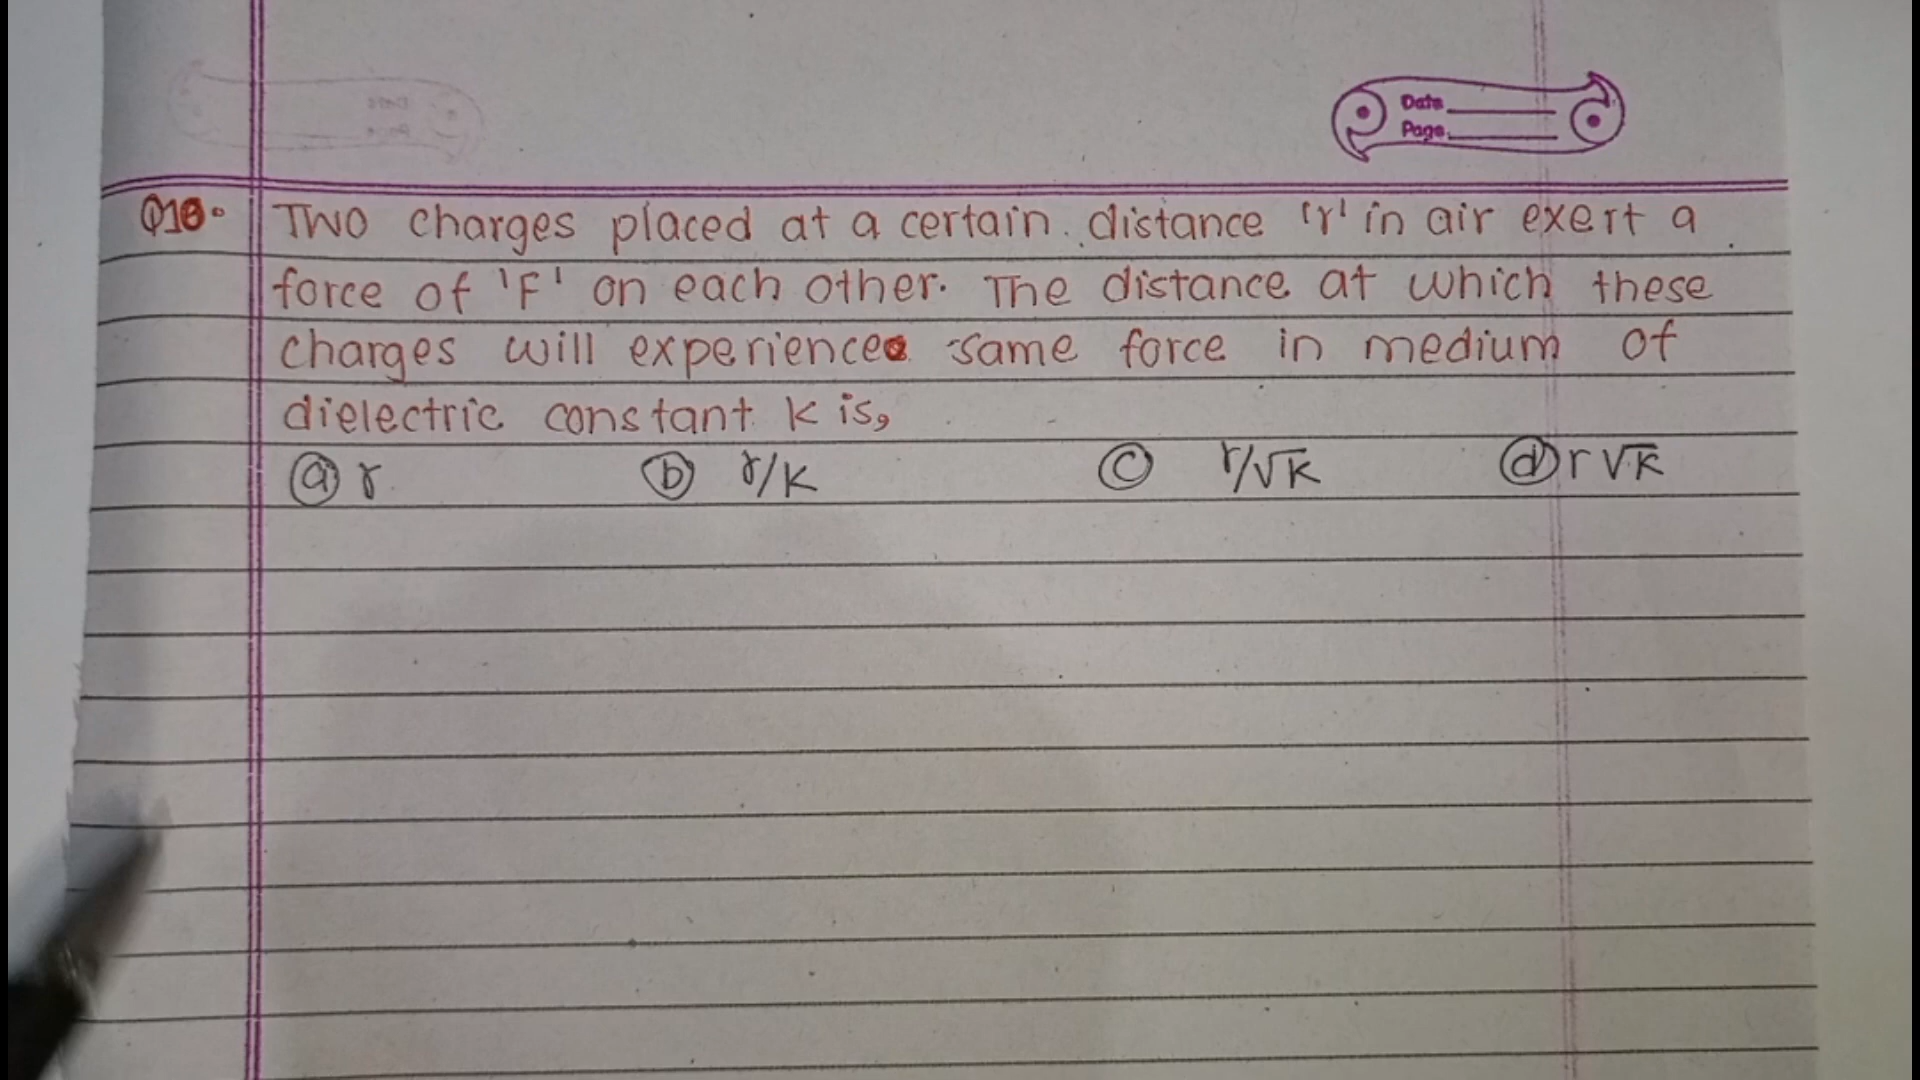 Date
Page
Q10. Two charges placed at a certain distance 'r' in air exert a
force of 'F' on each other. The distance at which these
charges will experience same force in medium of
dielectric constant K is,
(a) r (b) r/K (c) r/√K (d) r√K